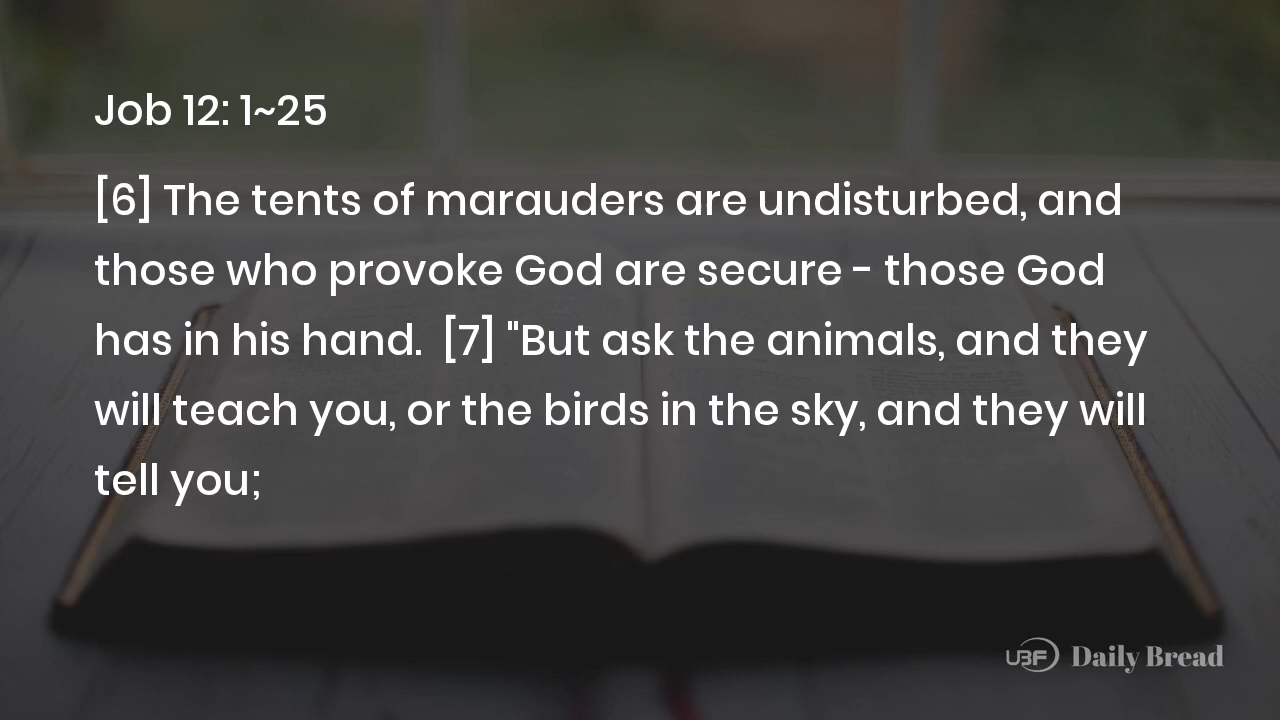 Job 12: 1~25
[6] The tents of marauders are undisturbed, and
those who provoke God are secure - those God
has in his hand.  [7] "But ask the animals, and they
will teach you, or the birds in the sky, and they will
tell you;
UBF Daily Bread